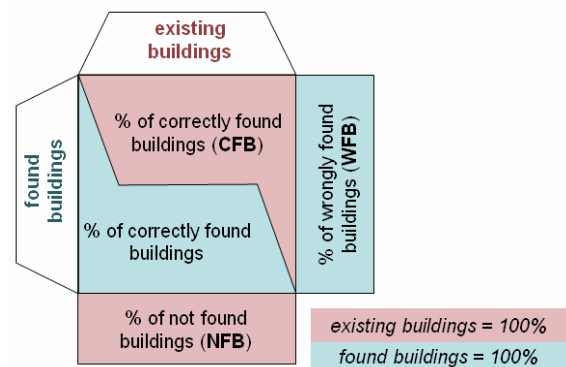 existing
buildings
found
buildings
% of correctly found
buildings (CFB)
% of correctly found
buildings
% of wrongly found
buildings (WFB)
% of not found
buildings (NFB)
existing buildings = 100%
found buildings = 100%